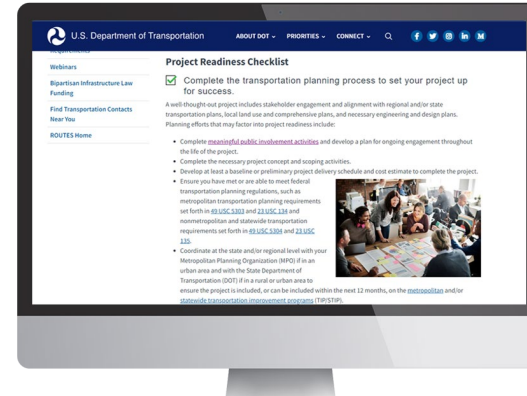 U.S. Department of Transportation
ABOUT DOT PRIORITIES CONNECT
Requirements
Webinars
Bipartisan Infrastructure Law
Funding
Find Transportation Contacts
Near You
ROUTES Home
Project Readiness Checklist
Complete the transportation planning process to set your project up
for success.
A well-thought-out project includes stakeholder engagement and alignment with regional and/or state
transportation plans, local land use and comprehensive plans, and necessary engineering and design plans.
Planning efforts that may factor into project readiness include:
• Complete meaningful public involvement activities and develop a plan for ongoing engagement throughout
the life of the project.
• Complete the necessary project concept and scoping activities.
• Develop at least a baseline or preliminary project delivery schedule and cost estimate to complete the project.
• Ensure you have met or are able to meet federal
transportation planning regulations, such as
metropolitan transportation planning requirements
set forth in 49 USC 5303 and 23 USC 134 and
nonmetropolitan and statewide transportation
requirements set forth in 49 USC 5304 and 23 USC
135.
• Coordinate at the state and/or regional level with your
Metropolitan Planning Organization (MPO) if in an
urban area and with the State Department of
Transportation (DOT) if in a rural or urban area to
ensure the project is included, or can be included within the next 12 months, on the metropolitan and/or
statewide transportation improvement programs (TIP/STIP).